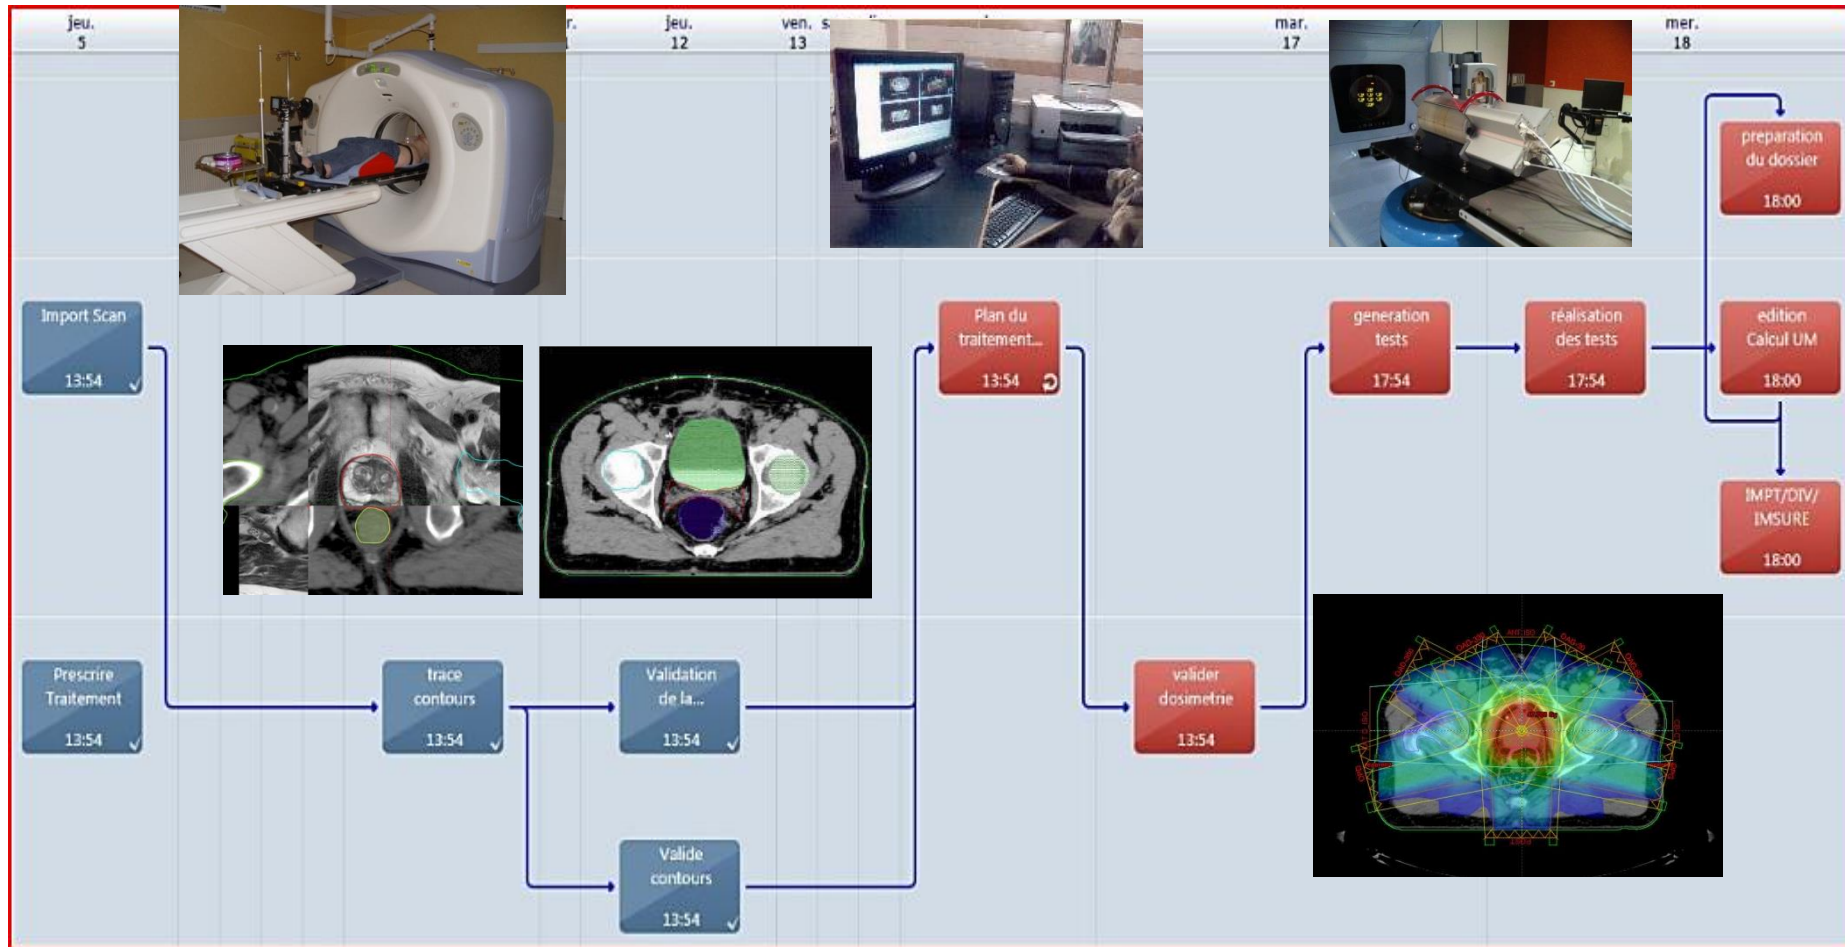 jeu.
5
r.
jeu.
12
ven.
13
mar.
17
mer.
18
preparation
du dossier
18:00
Import Scan
13:54
Plan du
traitement...
13:54
generation
tests
17:54
réalisation
des tests
17:54
edition
Calcul UM
18:00
IMPT/DIV/
IMSURE
18:00
Prescrire
Traitement
13:54
trace
contours
13:54
Validation
de la...
13:54
valider
dosimetrie
13:54
Valide
contours
13:54